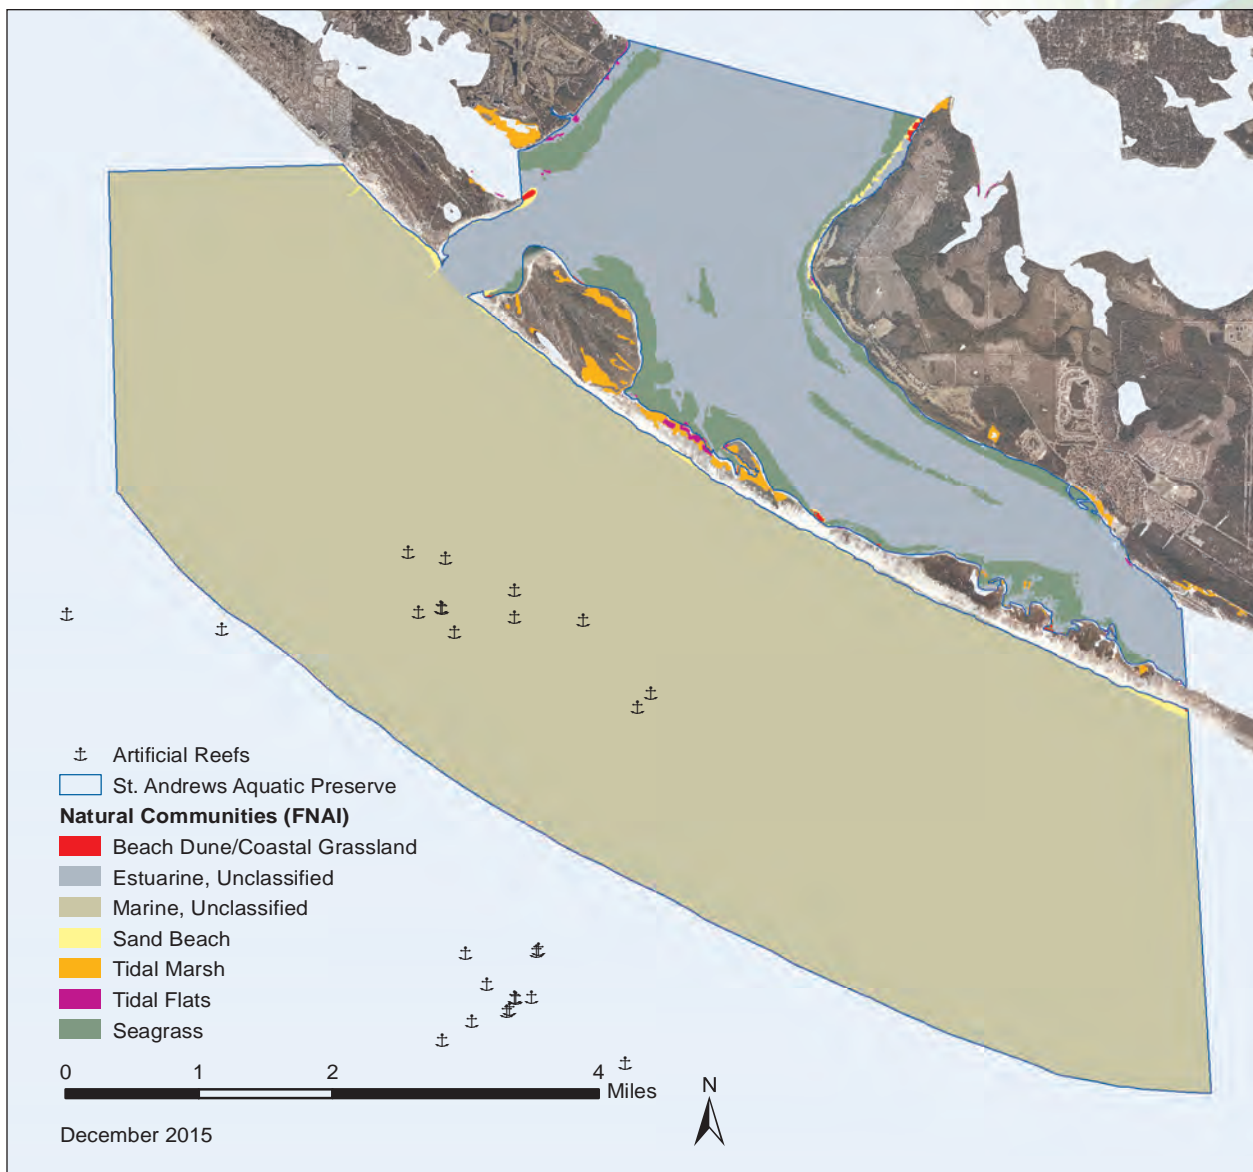 Artificial Reefs
St. Andrews Aquatic Preserve
Natural Communities (FNAI)
Beach Dune/Coastal Grassland
Estuarine, Unclassified
Marine, Unclassified
Sand Beach
Tidal Marsh
Tidal Flats
Seagrass
0 1 2 4
Miles
N
December 2015